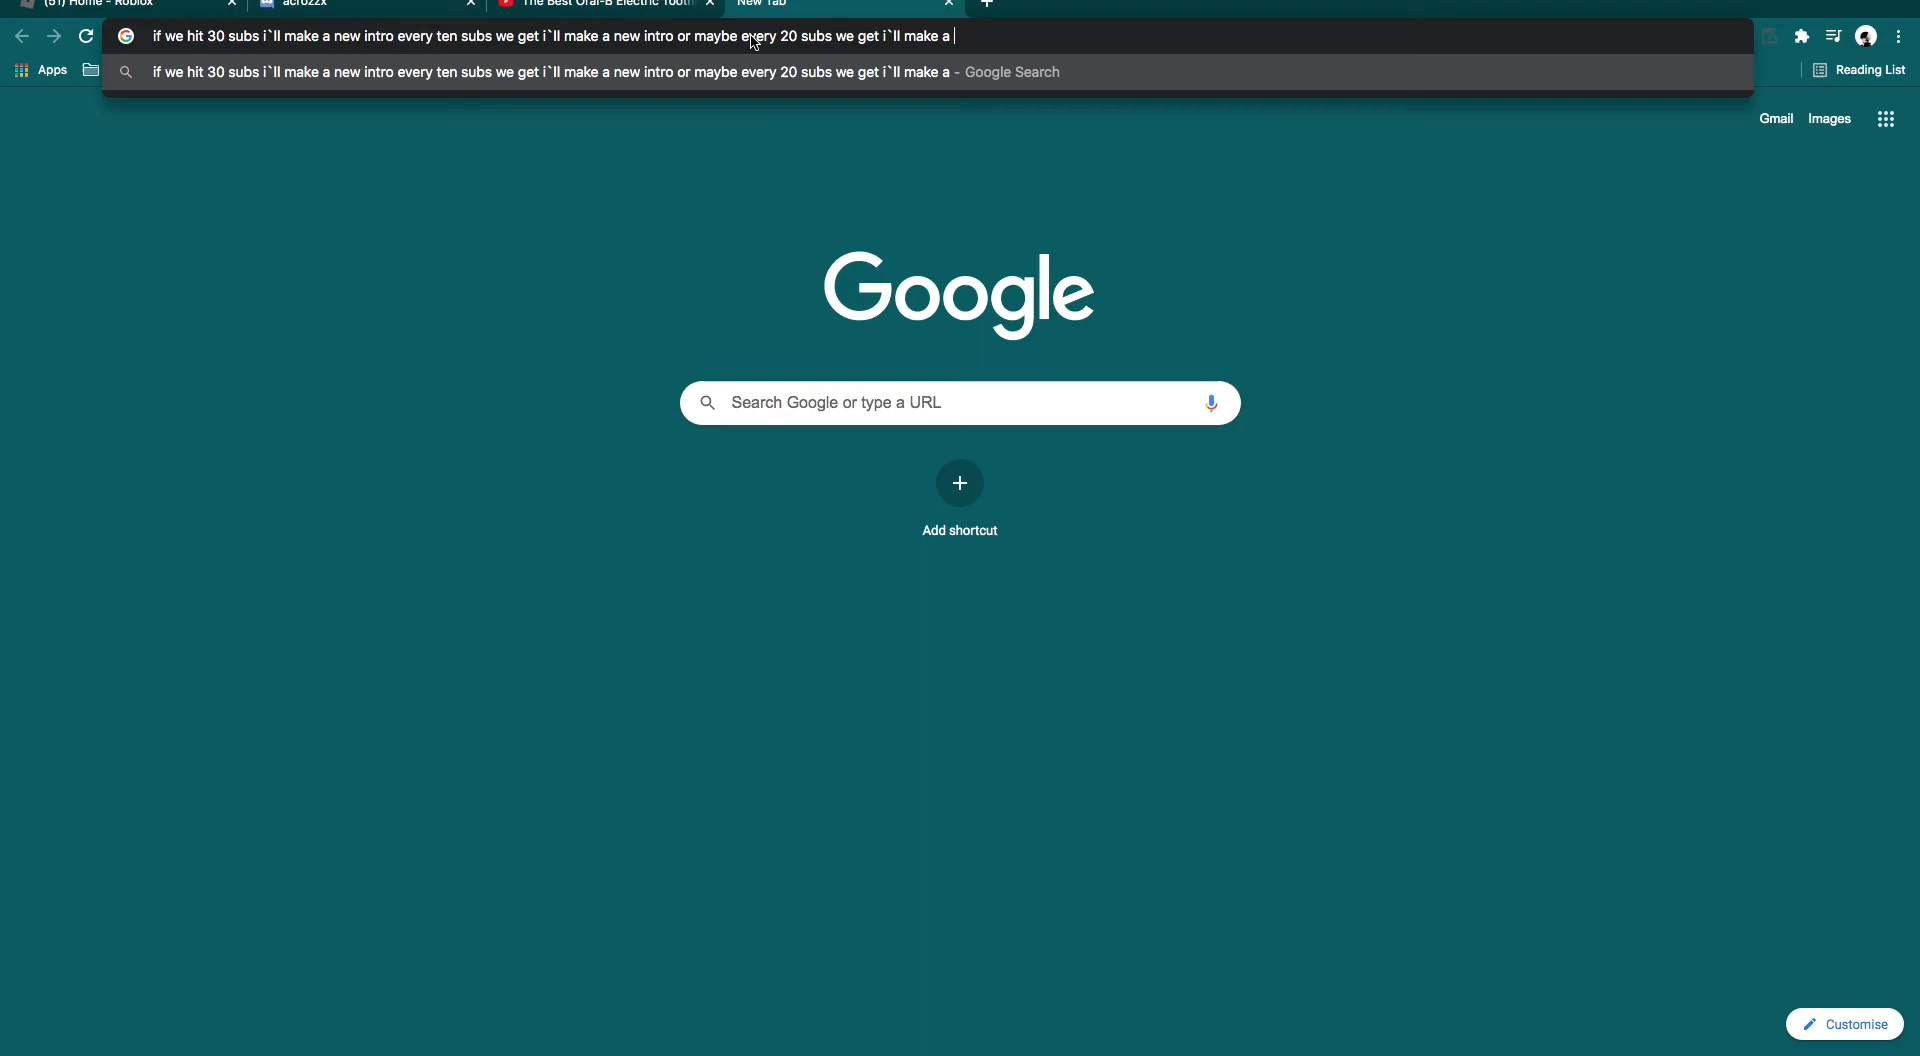 (51) Home - Roblox
acrozzx
The Best Oral-B Electric Tooth
New Tab
if we hit 30 subs i`ll make a new intro every ten subs we get i`ll make a new intro or maybe every 20 subs we get i`ll make a
Apps
if we hit 30 subs i`ll make a new intro every ten subs we get i`ll make a new intro or maybe every 20 subs we get i`ll make a - Google Search
Reading List
Gmail Images
Google
Search Google or type a URL
Add shortcut
Customise